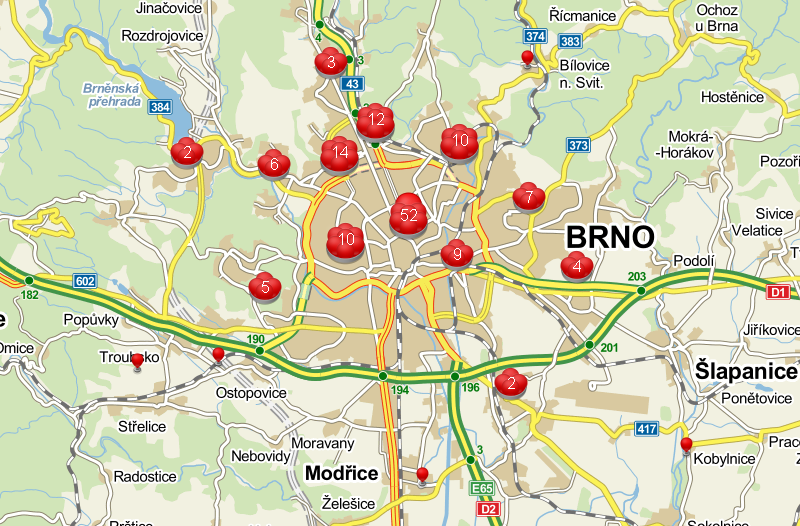 Jinačovice
Rozdrojovice
Řícmanice
Ochoz
u Brna
4
3
374
383
3
Bílovice
n. Svit.
Brněnská
přehrada
43
384
Hostěnice
12
10
Mokrá-
-Horákov
373
2
6
14
Pozoří
7
52
Sivice
Velatice
BRNO
10
9
4
Podolí
602
182
5
203
D1
Popůvky
190
Jiříkovice
Omice
Troubsko
201
Šlapanice
Ostopovice
194
196
2
Ponětovice
Střelice
417
Moravany
Nebovidy
3
Kobylnice
Modřice
Radostice
E65
D2
Želešice
Prštice
Sokolnice